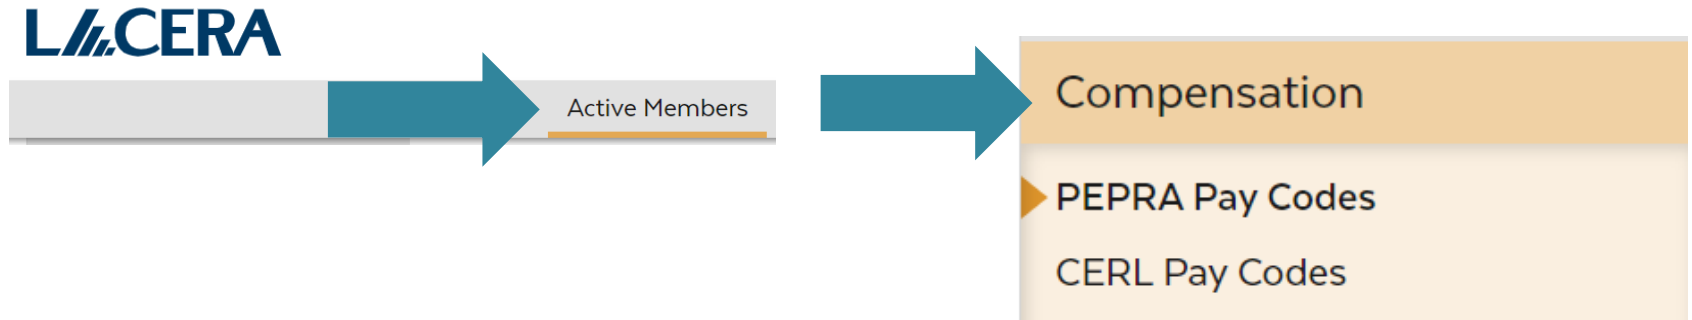 LACERA
Active Members
Compensation
PEPRA Pay Codes
CERL Pay Codes